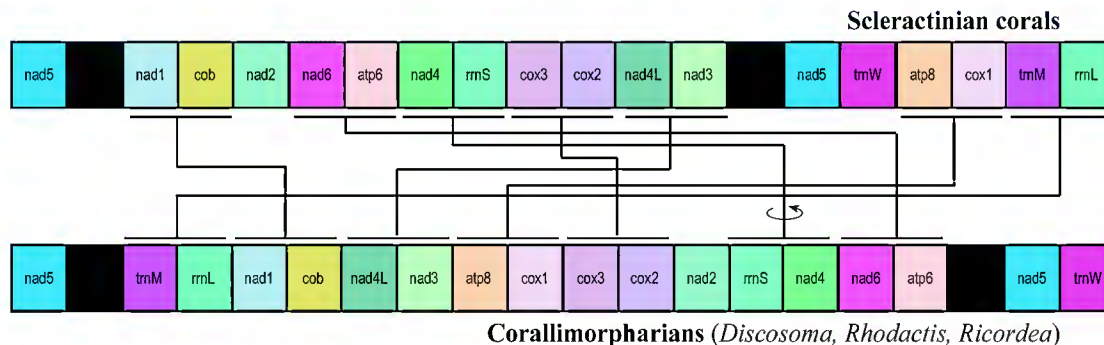 Scleractinian corals
nad5 nad1 cob nad2 nad6 atp6 nad4 rrnS cox3 cox2 nad4L nad3 nad5 trnW atp8 cox1 trnM rrnL
nad5 trnM rrnL nad1 cob nad4L nad3 atp8 cox1 cox3 cox2 nad2 rrnS nad4 nad6 atp6 nad5 trnW
Corallimorpharians (Discosoma, Rhodactis, Ricordea)